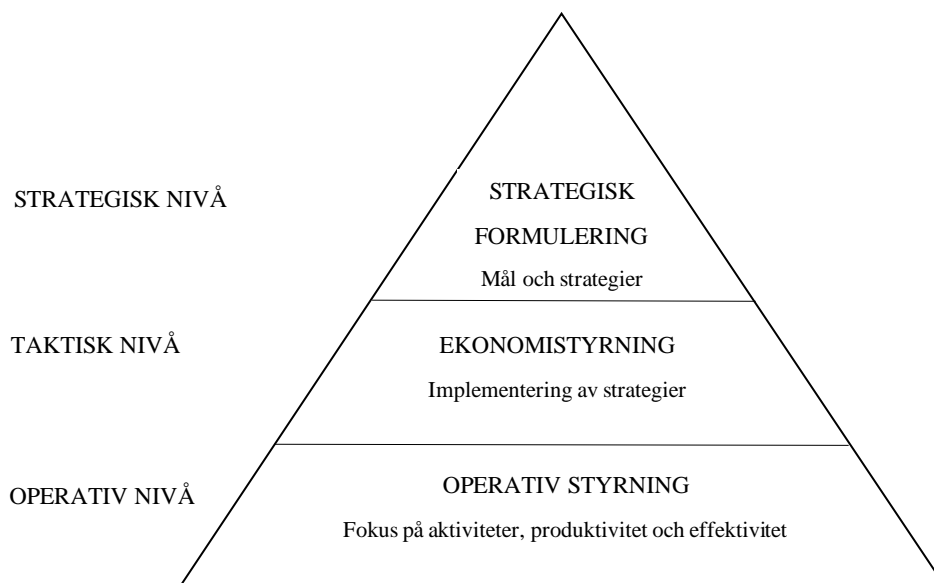 STRATEGISK NIVÅ
STRATEGISK
FORMULERING
Mål och strategier
TAKTISK NIVÅ
EKONOMISTYRNING
Implementering av strategier
OPERATIV NIVÅ
OPERATIV STYRNING
Fokus på aktiviteter, produktivitet och effektivitet